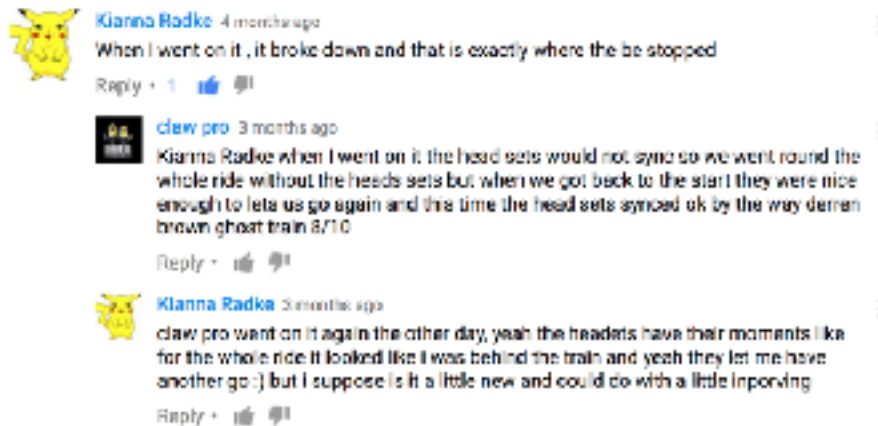 Kianna Radke 4 months ago
When I went on it , it broke down and that is exactly where the be stopped
Reply • 1
claw pro 3 months ago
Kianna Radke when I went on it the head sets would not sync so we went round the
whole ride without the heads sets but when we got back to the start they were nice
enough to lets us go again and this time the head sets synced ok by the way derren
brown ghost train 8/10
Reply •
Kianna Radke 3 months ago
claw pro went on it again the other day, yeah the headets have their moments like
for the whole ride it looked like i was behind the train and yeah they let me have
another go :) but i suppose is it a little new and could do with a little inporving
Reply •